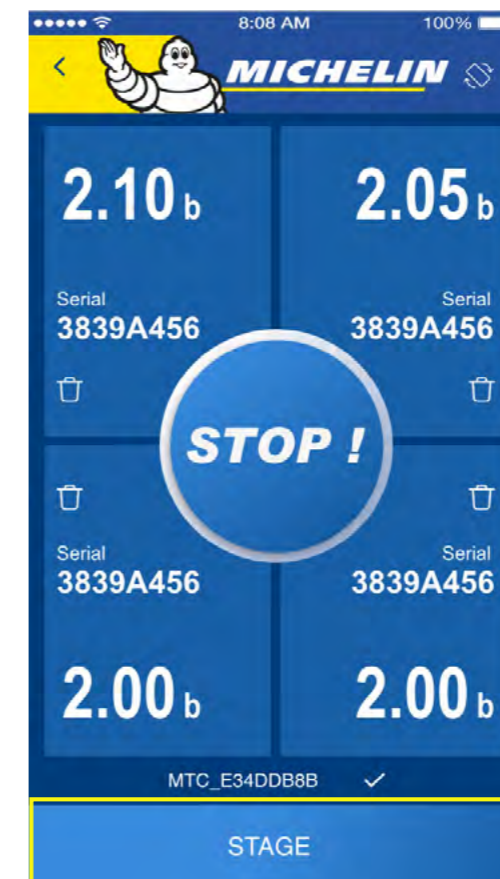 8:08 AM 100%
MICHELIN
2.10 b 2.05 b
Serial Serial
3839A456 3839A456
STOP !
Serial Serial
3839A456 3839A456
2.00 b 2.00 b
MTC_E34DDB8B
STAGE